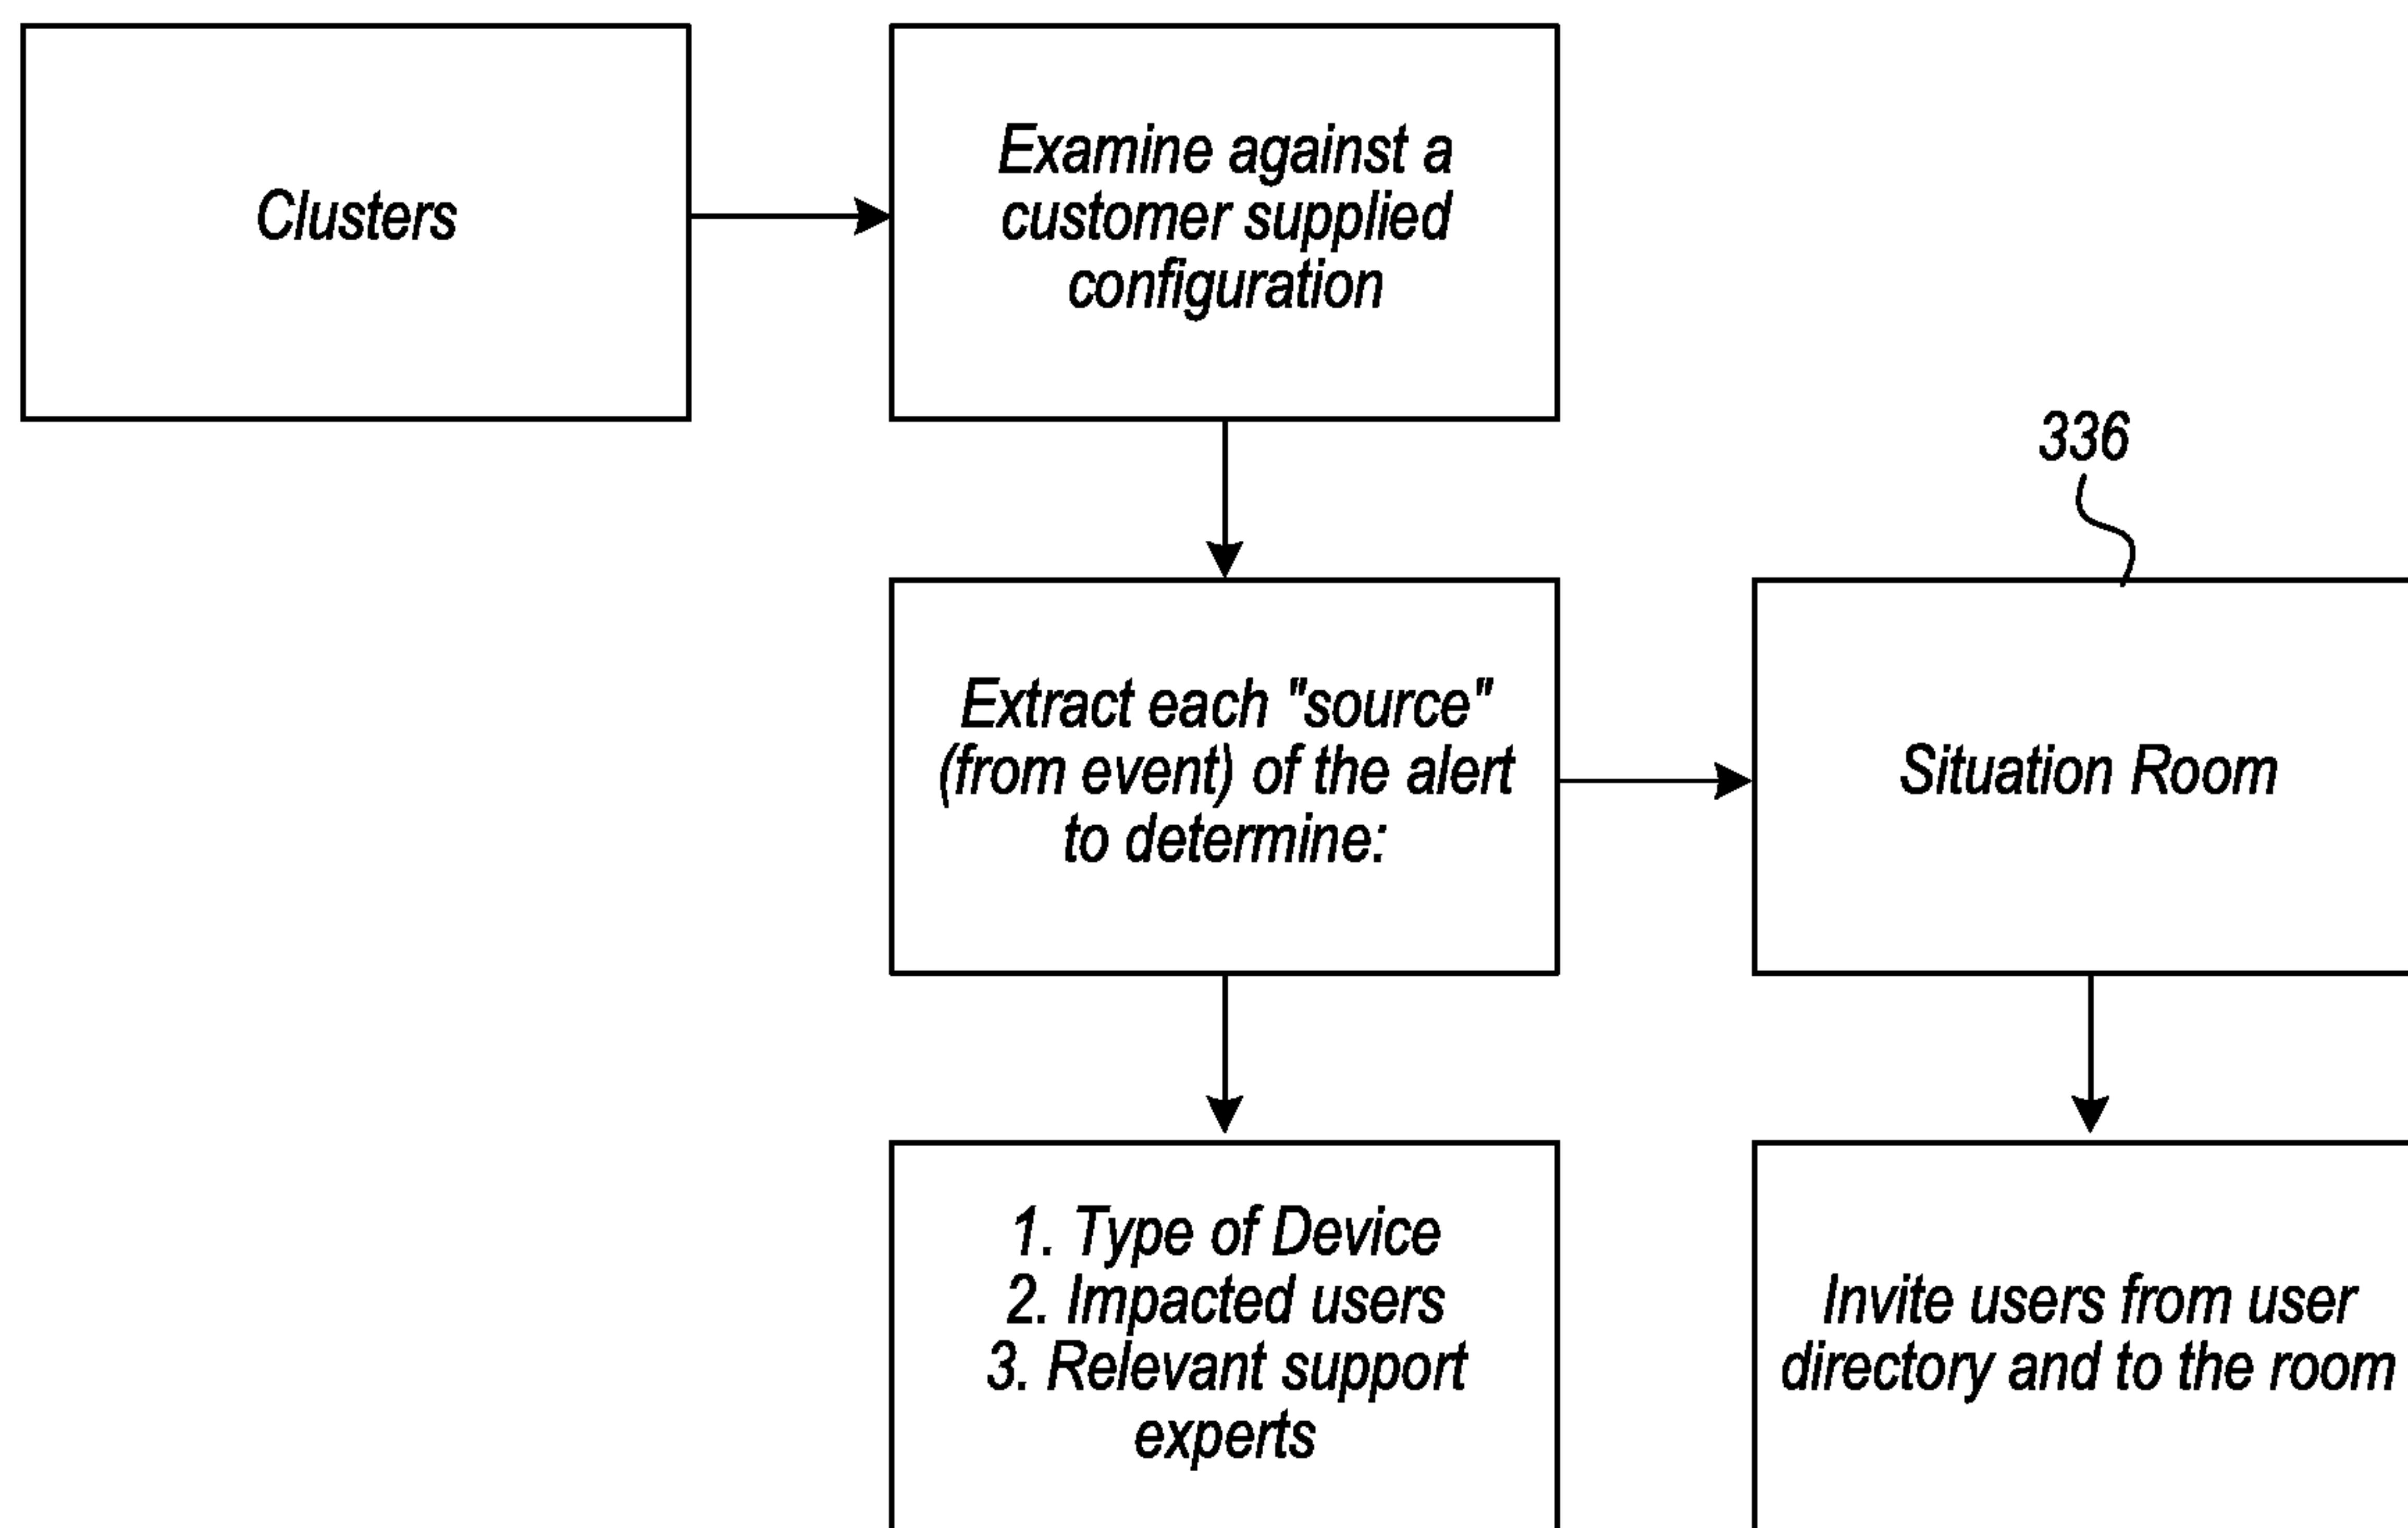 Clusters
Examine against a
customer supplied
configuration
336
Extract each "source"
(from event) of the alert
to determine:
Situation Room
1. Type of Device
2. Impacted users
3. Relevant support
experts
Invite users from user
directory and to the room